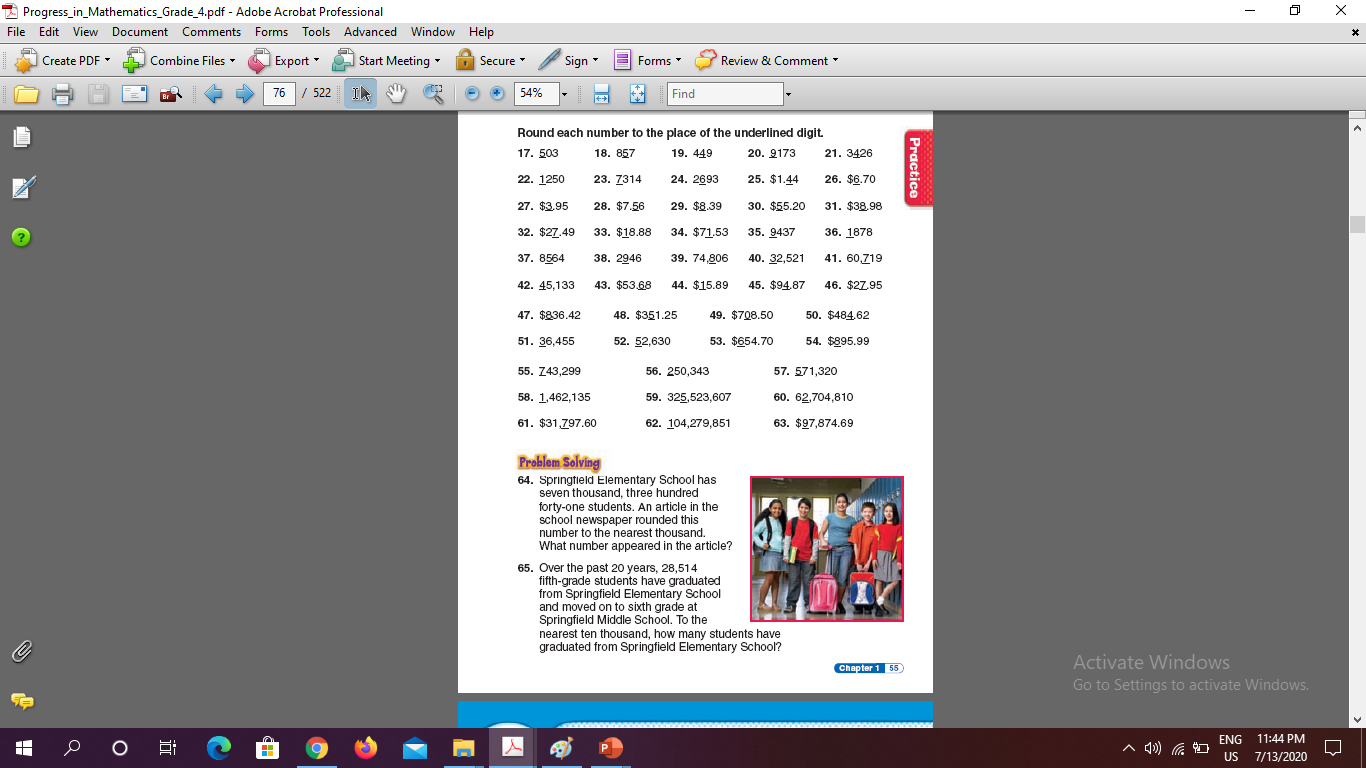 Progress_in_Mathematics_Grade_4.pdf - Adobe Acrobat Professional
File Edit View Document Comments Forms Tools Advanced Window Help
Create PDF Combine Files Export Start Meeting Secure Sign Forms Review & Comment
Br 76 / 522 54% Find
Round each number to the place of the underlined digit.
Practice
17. 503 18. 857 19. 449 20. 9173 21. 3426
22. 1250 23. 7314 24. 2693 25. $1.44 26. $6.70
27. $3.95 28. $7.56 29. $8.39 30. $55.20 31. $38.98
32. $27.49 33. $18.88 34. $71.53 35. 9437 36. 1878
37. 8564 38. 2946 39. 74,806 40. 32,521 41. 60,719
42. 45,133 43. $53.68 44. $15.89 45. $94.87 46. $27.95
47. $836.42 48. $351.25 49. $708.50 50. $484.62
51. 36,455 52. 52,630 53. $654.70 54. $895.99
55. 743,299 56. 250,343 57. 571,320
58. 1,462,135 59. 325,523,607 60. 62,704,810
61. $31,797.60 62. 104,279,851 63. $97,874.69
Problem Solving
64. Springfield Elementary School has
seven thousand, three hundred
forty-one students. An article in the
school newspaper rounded this
number to the nearest thousand.
What number appeared in the article?
65. Over the past 20 years, 28,514
fifth-grade students have graduated
from Springfield Elementary School
and moved on to sixth grade at
Springfield Middle School. To the
nearest ten thousand, how many students have
graduated from Springfield Elementary School?
Chapter 1 55
Activate Windows
Go to Settings to activate Windows.
ENG 11:44 PM
US 7/13/2020